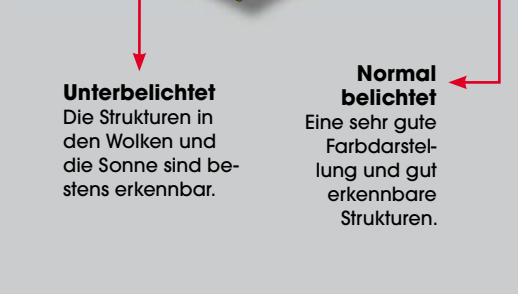 Unterbelichtet
Die Strukturen in
den Wolken und
die Sonne sind be-
stens erkennbar.
Normal
belichtet
Eine sehr gute
Farbdarstel-
lung und gut
erkennbare
Strukturen.